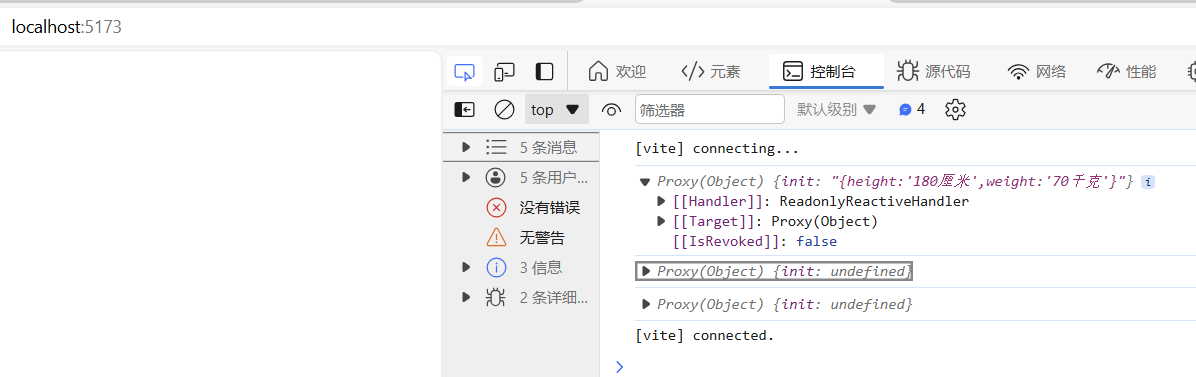 localhost:5173
欢迎 元素 控制台 源代码 网络 性能
top 筛选器 默认级别 4
5 条消息
5 条用户...
没有错误
无警告
3 信息
2 条详细...
[vite] connecting...
Proxy(Object) {init: "{height:'180厘米',weight:'70千克'}"} i
[[Handler]]: ReadonlyReactiveHandler
[[Target]]: Proxy(Object)
[[IsRevoked]]: false
Proxy(Object) {init: undefined}
Proxy(Object) {init: undefined}
[vite] connected.